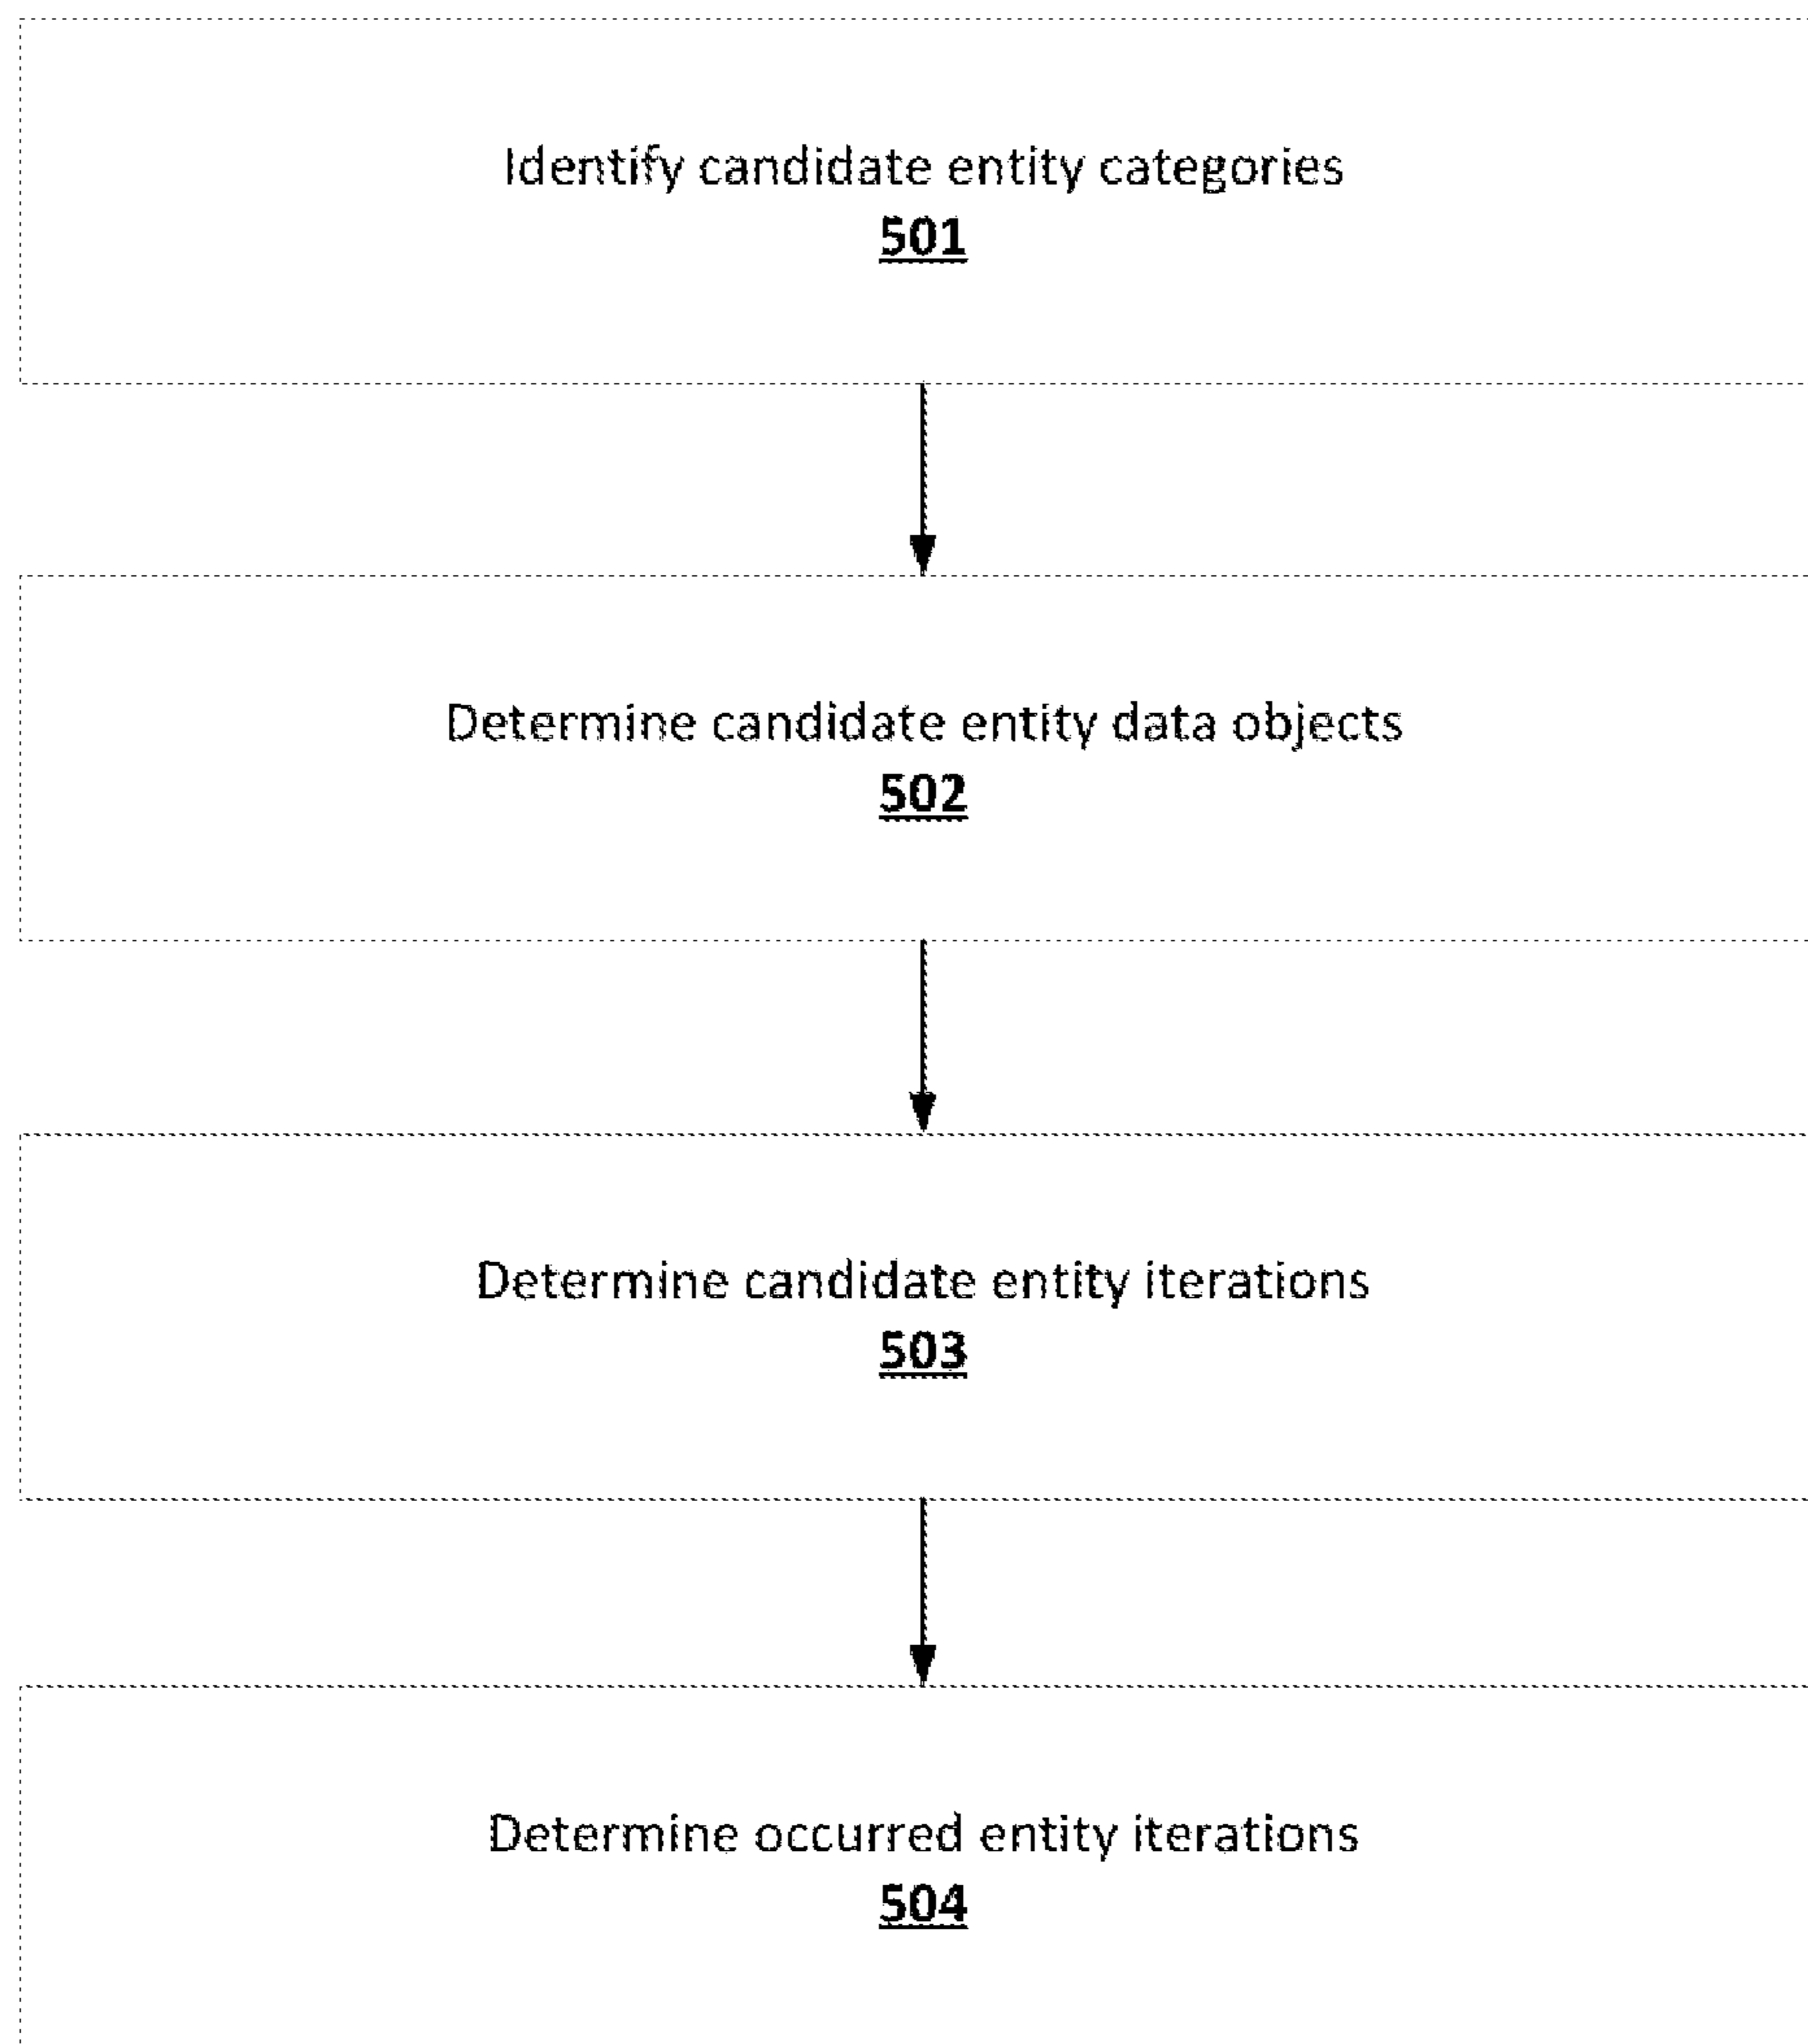 Identify candidate entity categories
501
Determine candidate entity data objects
502
Determine candidate entity iterations
503
Determine occurred entity iterations
504